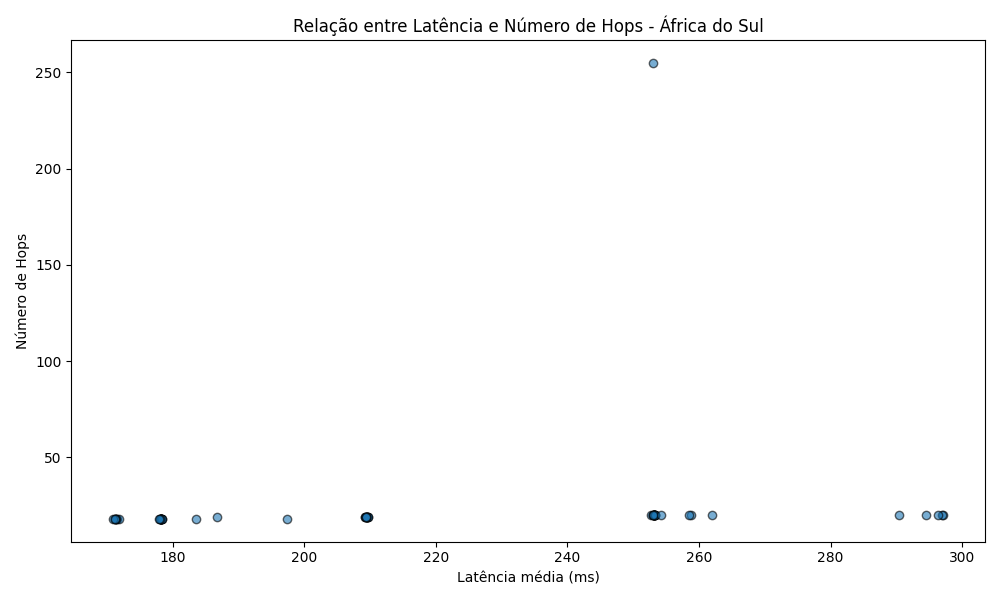 Relação entre Latência e Número de Hops - África do Sul
250
200
150
100
50
Número de Hops
180 200 220 240 260 280 300
Latência média (ms)